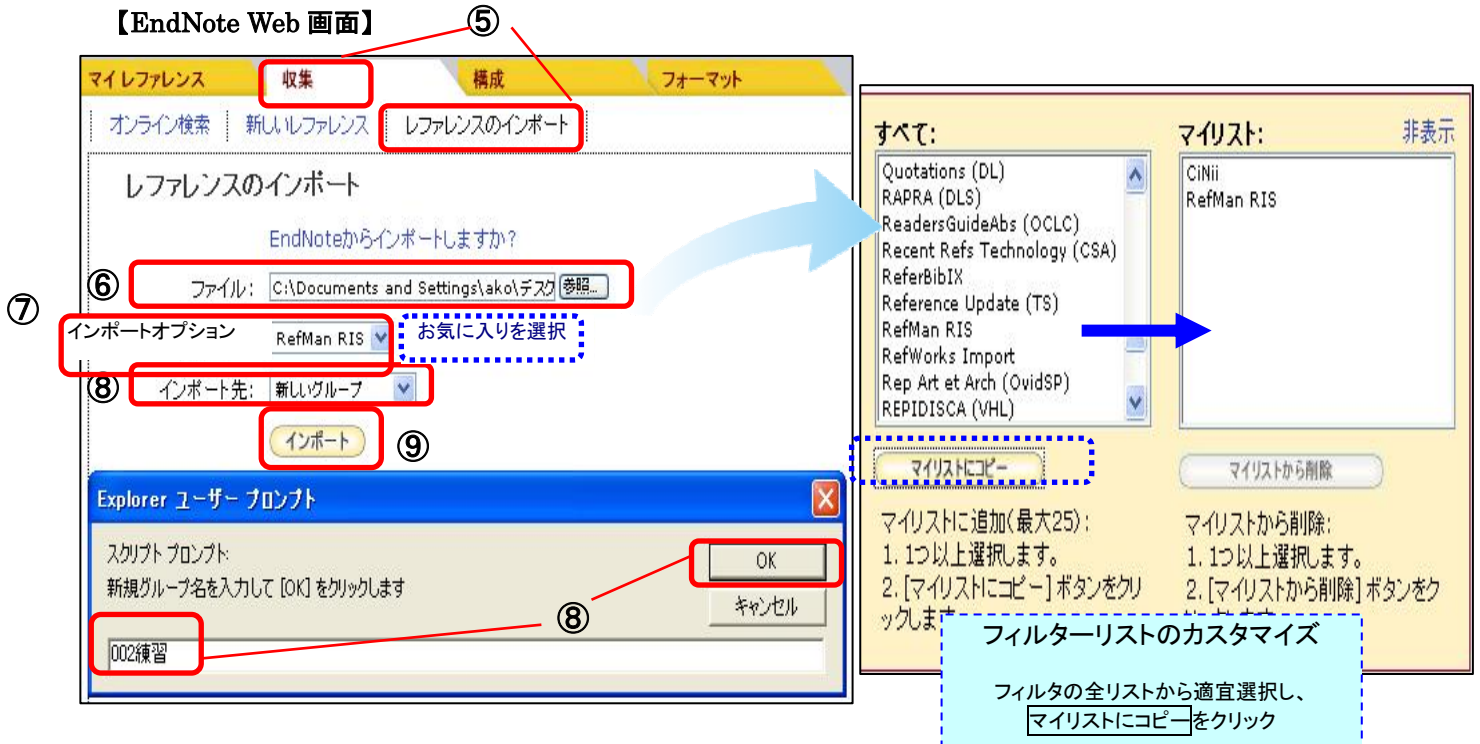 【EndNote Web 画面】
⑤
マイレファレンス 収集 構成 フォーマット
オンライン検索 新しいレファレンス レファレンスのインポート
レファレンスのインポート
EndNoteからインポートしますか?
⑥ ファイル: C:\Documents and Settings\ako\デスク 参照...
⑦ インポートオプション RefMan RIS お気に入りを選択
⑧ インポート先: 新しいグループ
インポート ⑨
Explorer ユーザー プロンプト
スクリプト プロンプト:
新規グループ名を入力して [OK] をクリックします
OK
キャンセル
⑧
002練習
すべて:
Quotations (DL)
RAPRA (DLS)
ReadersGuideAbs (OCLC)
Recent Refs Technology (CSA)
ReferBibIX
Reference Update (TS)
RefMan RIS
RefWorks Import
Rep Art et Arch (OvidSP)
REPIDISCA (VHL)
マイリストにコピー
マイリストに追加(最大25):
1. 1つ以上選択します。
2. [マイリストにコピー] ボタンをクリ
ックします
マイリスト: 非表示
CiNii
RefMan RIS
マイリストから削除
マイリストから削除:
1. 1つ以上選択します。
2. [マイリストから削除] ボタンをク
フィルターリストのカスタマイズ
フィルタの全リストから適宜選択し、
マイリストにコピーをクリック